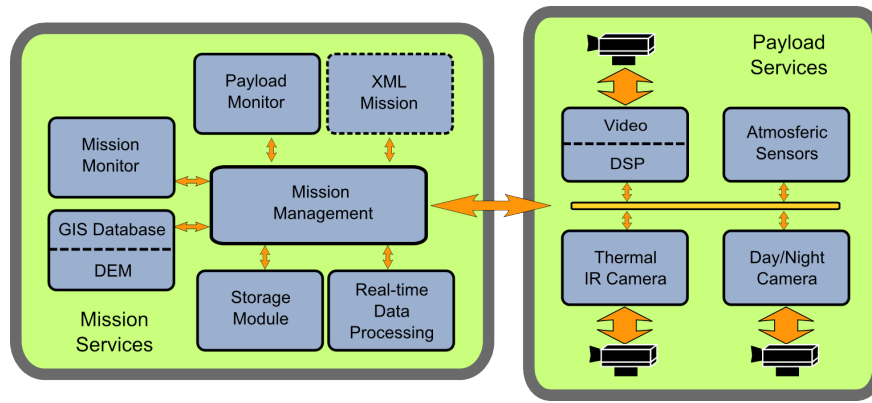 Payload
Monitor
XML
Mission
Mission
Monitor
Mission
Management
GIS Database
DEM
Storage
Module
Real-time
Data
Processing
Mission
Services
Payload
Services
Video
DSP
Atmosferic
Sensors
Thermal
IR Camera
Day/Night
Camera